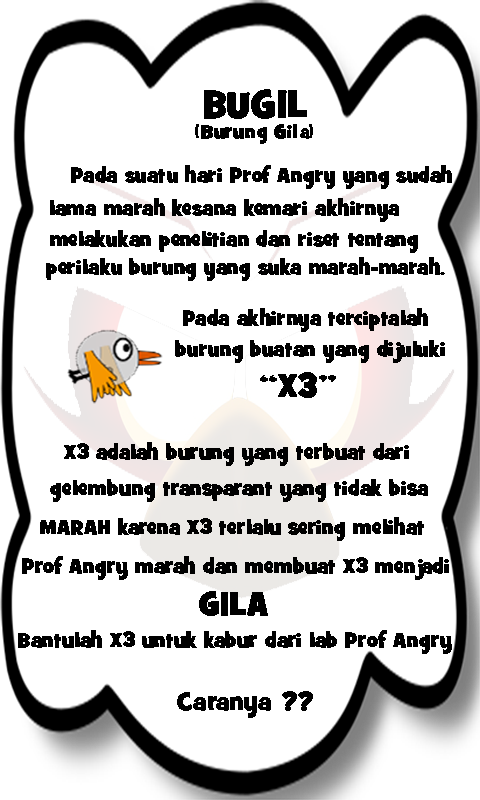 BUGIL
(Burung Gila)
Pada suatu hari Prof Angry yang sudah
lama marah kesana kemari akhirnya
melakukan penelitian dan riset tentang
perilaku burung yang suka marah-marah.
Pada akhirnya terciptalah
burung buatan yang dijuluki
"X3"
X3 adalah burung yang terbuat dari
gelembung transparant yang tidak bisa
MARAH karena X3 terlalu sering melihat
Prof Angry marah dan membuat X3 menjadi
GILA
Bantulah X3 untuk kabur dari lab Prof Angry
Caranya ??